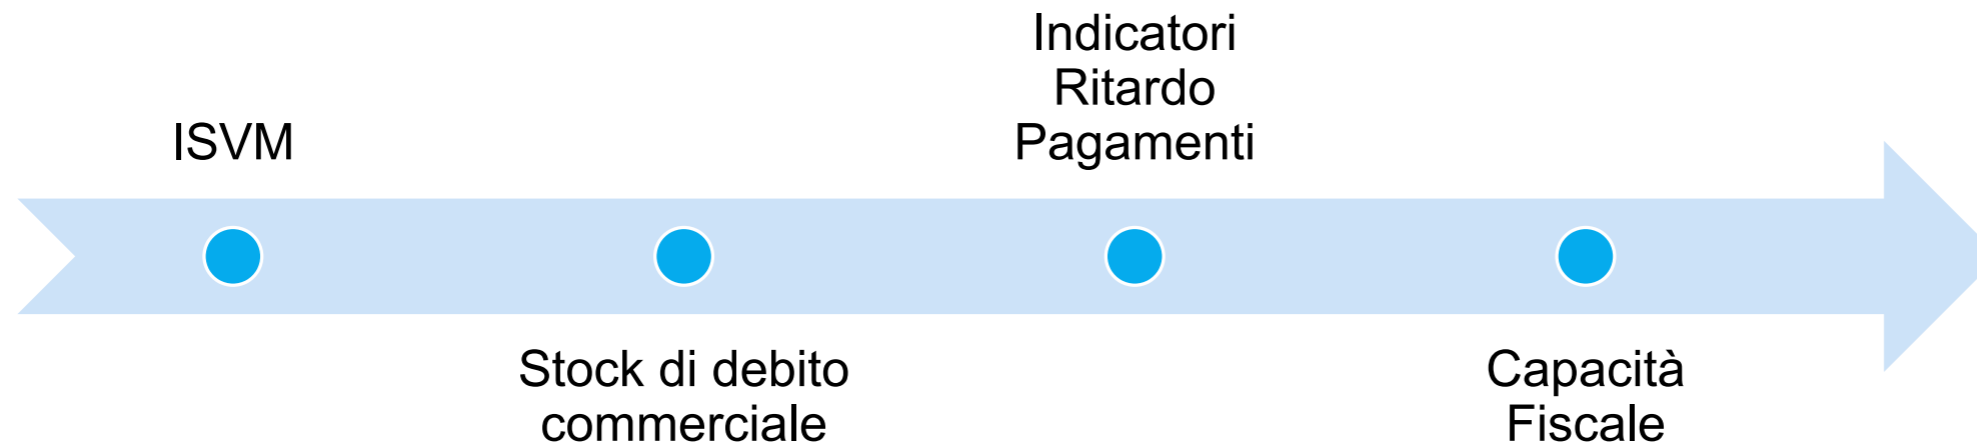 ISVM
Stock di debito
commerciale
Indicatori
Ritardo
Pagamenti
Capacità
Fiscale